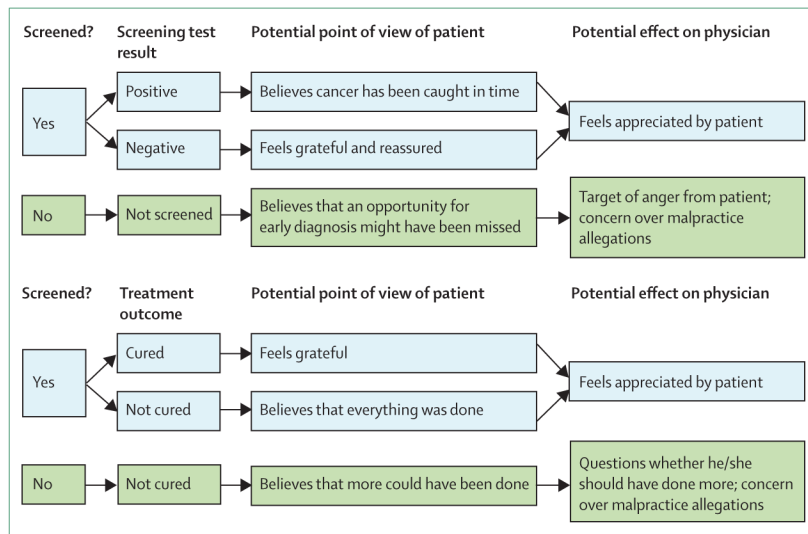 Screened?
Screening test
result
Potential point of view of patient
Potential effect on physician
Yes
Positive
Believes cancer has been caught in time
Negative
Feels grateful and reassured
Feels appreciated by patient
No
Not screened
Believes that an opportunity for
early diagnosis might have been missed
Target of anger from patient;
concern over malpractice
allegations
Screened?
Treatment
outcome
Potential point of view of patient
Potential effect on physician
Yes
Cured
Feels grateful
Not cured
Believes that everything was done
Feels appreciated by patient
No
Not cured
Believes that more could have been done
Questions whether he/she
should have done more; concern
over malpractice allegations